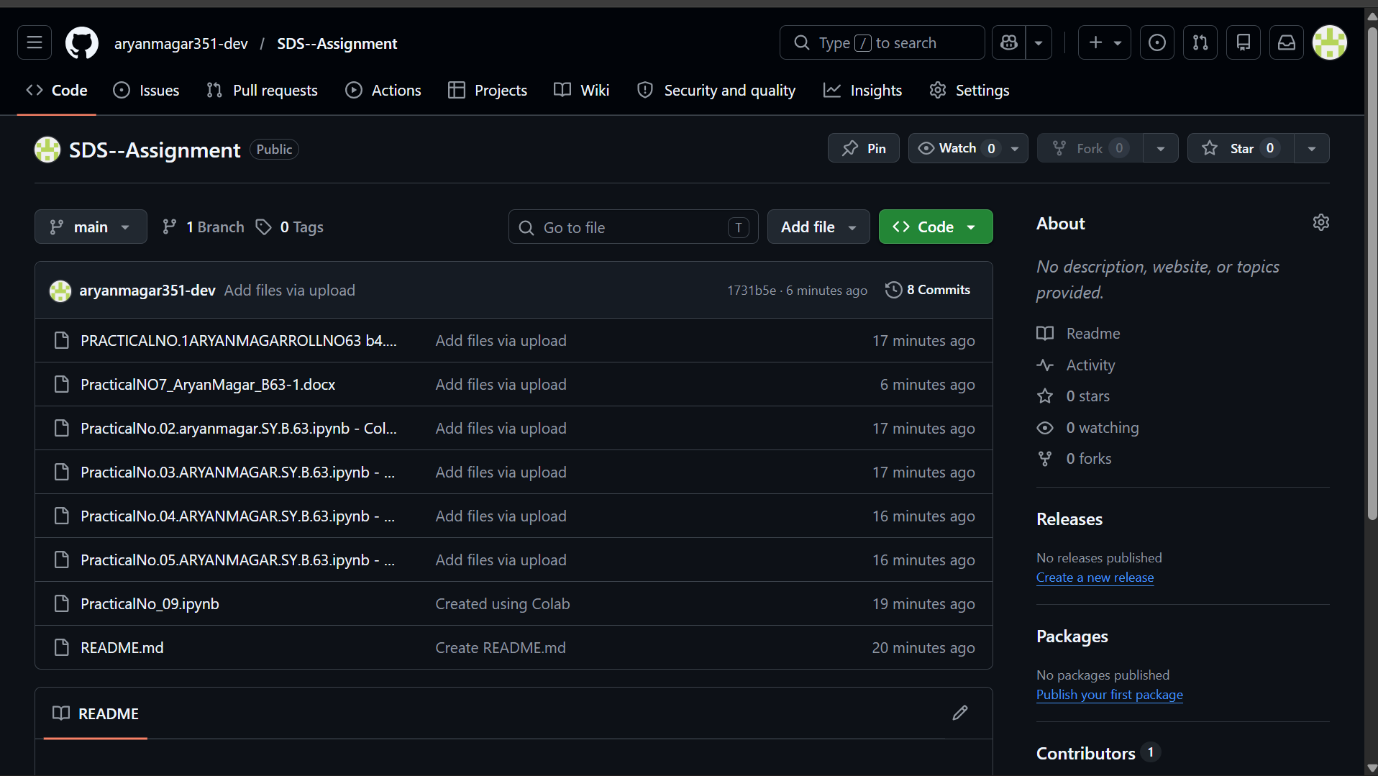 aryanmagar351-dev / SDS--Assignment
Type / to search
Code Issues Pull requests Actions Projects Wiki Security and quality Insights Settings
SDS--Assignment Public
Pin Watch 0 Fork 0 Star 0
main 1 Branch 0 Tags Go to file T Add file Code
aryanmagar351-dev Add files via upload 1731b5e · 6 minutes ago 8 Commits
PRACTICALNO.1ARYANMAGARROLLNO63 b4.... Add files via upload 17 minutes ago
PracticalNO7_AryanMagar_B63-1.docx Add files via upload 6 minutes ago
PracticalNo.02.aryanmagar.SY.B.63.ipynb - Col... Add files via upload 17 minutes ago
PracticalNo.03.ARYANMAGAR.SY.B.63.ipynb - ... Add files via upload 17 minutes ago
PracticalNo.04.ARYANMAGAR.SY.B.63.ipynb - ... Add files via upload 16 minutes ago
PracticalNo.05.ARYANMAGAR.SY.B.63.ipynb - ... Add files via upload 16 minutes ago
PracticalNo_09.ipynb Created using Colab 19 minutes ago
README.md Create README.md 20 minutes ago
README
About
No description, website, or topics
provided.
Readme
Activity
0 stars
0 watching
0 forks
Releases
No releases published
Create a new release
Packages
No packages published
Publish your first package
Contributors 1